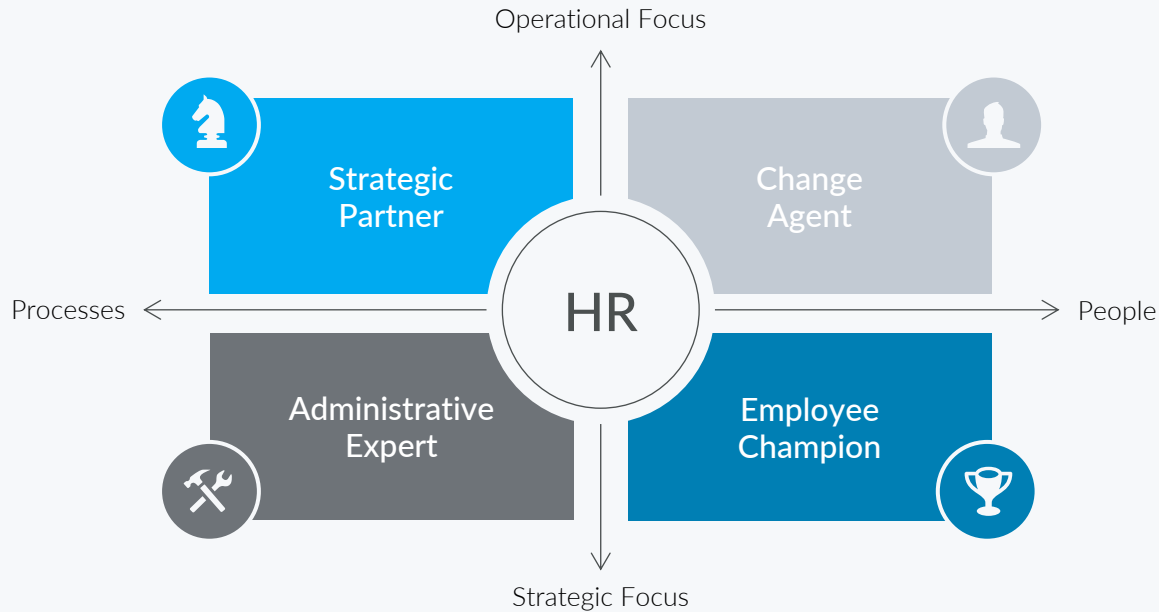 Operational Focus
Strategic
Partner
Change
Agent
Processes
HR
People
Administrative
Expert
Employee
Champion
Strategic Focus